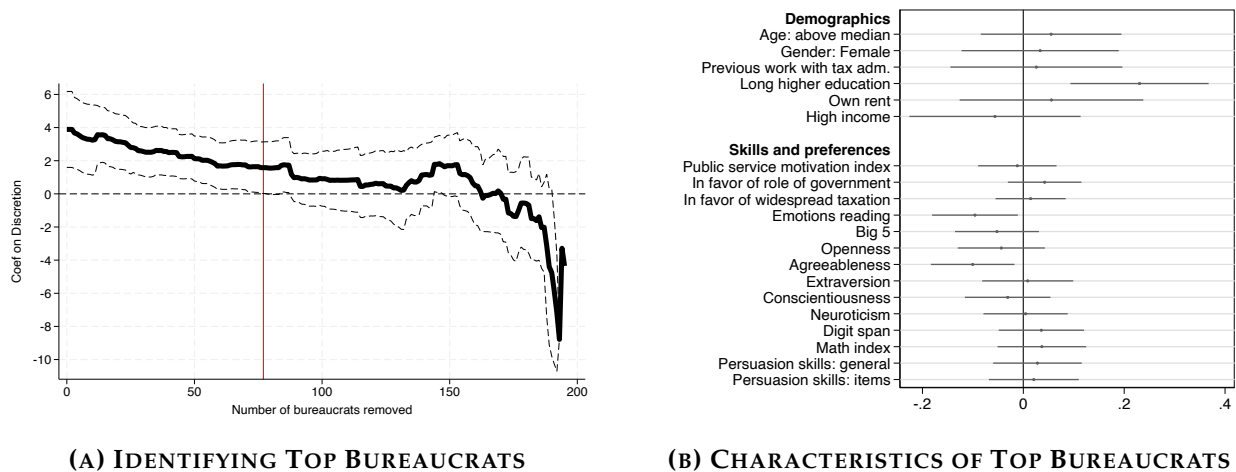 6
4
2
0
-2
-4
-6
-8
-10
Coef on Discretion
0
50
100
150
200
Number of bureaucrats removed
(A) IDENTIFYING TOP BUREAUCRATS
Demographics
Age: above median
Gender: Female
Previous work with tax adm.
Long higher education
Own rent
High income
Skills and preferences
Public service motivation index
In favor of role of government
In favor of widespread taxation
Emotions reading
Big 5
Openness
Agreeableness
Extraversion
Conscientiousness
Neuroticism
Digit span
Math index
Persuasion skills: general
Persuasion skills: items
-.2
0
.2
.4
(B) CHARACTERISTICS OF TOP BUREAUCRATS